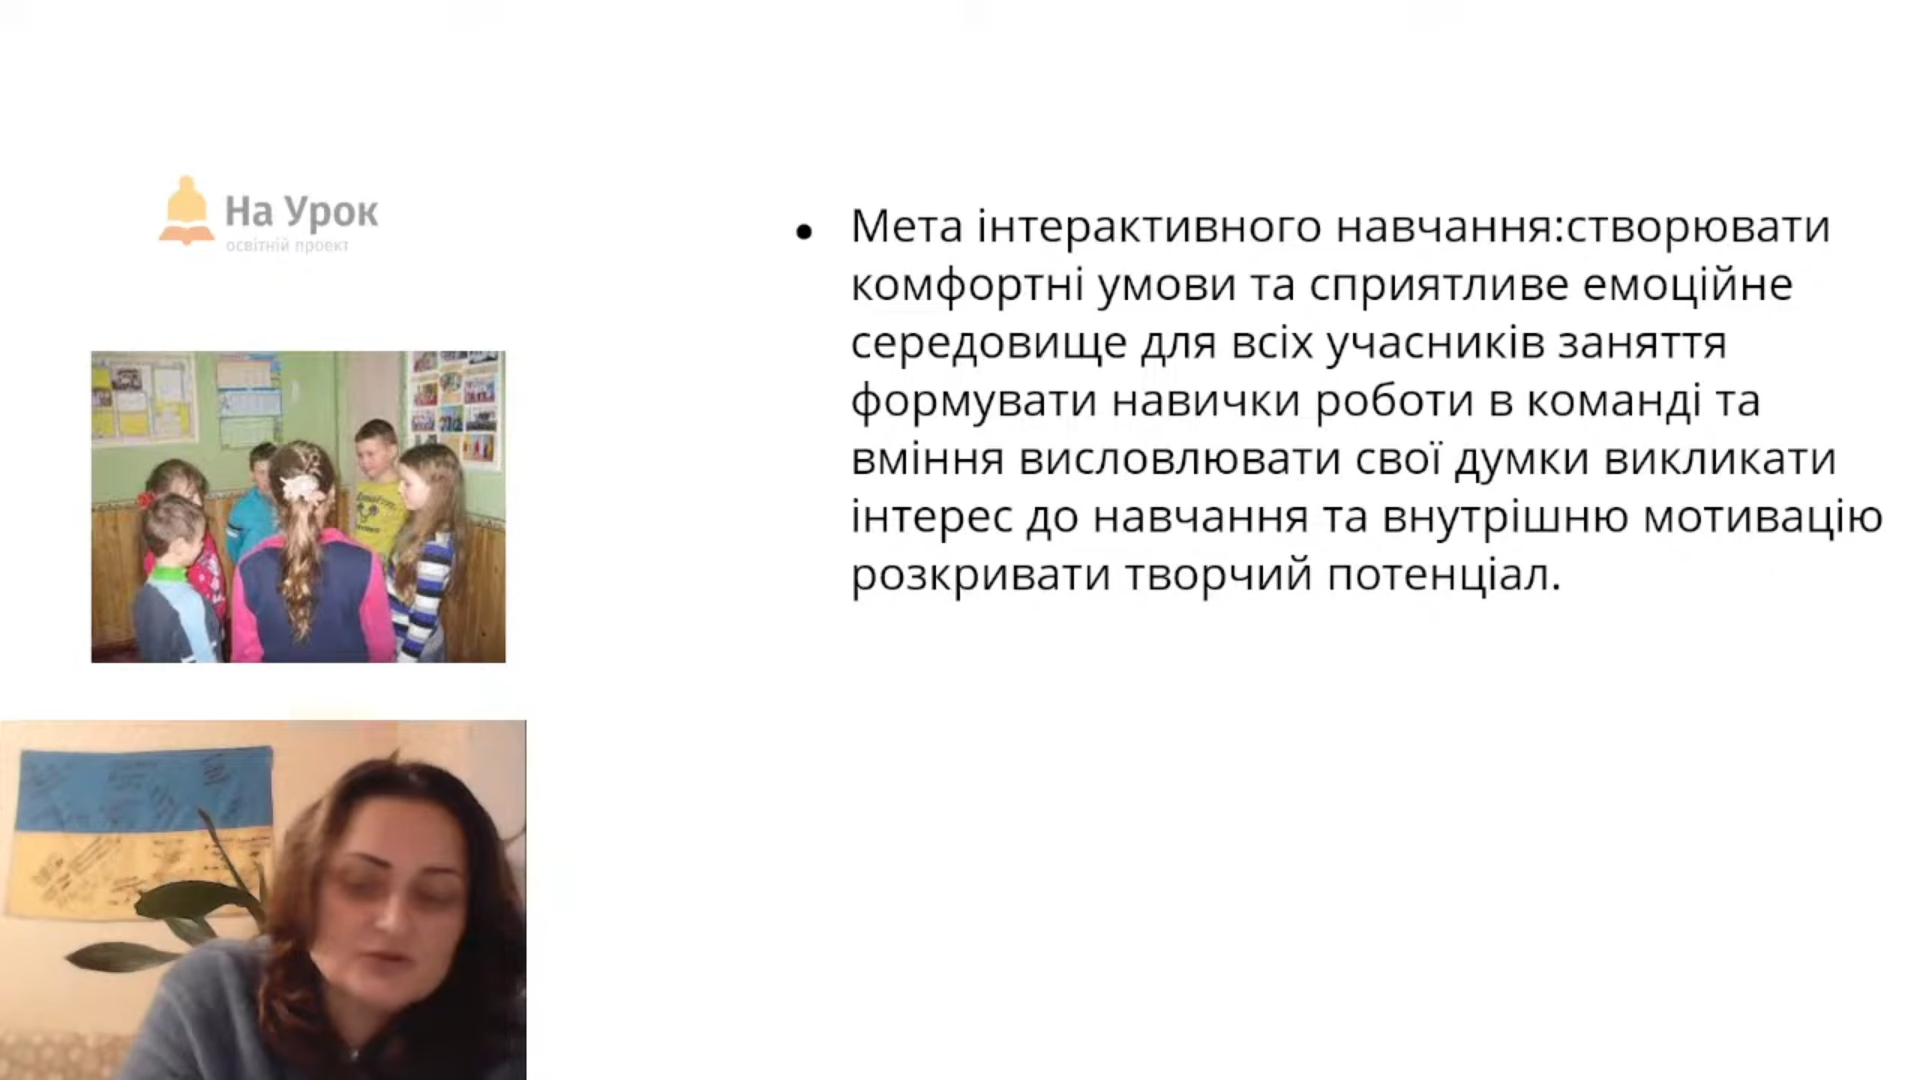 На Урок
освітній проект
Мета інтерактивного навчання:створювати
комфортні умови та сприятливе емоційне
середовище для всіх учасників заняття
формувати навички роботи в команді та
вміння висловлювати свої думки викликати
інтерес до навчання та внутрішню мотивацію
розкривати творчий потенціал.